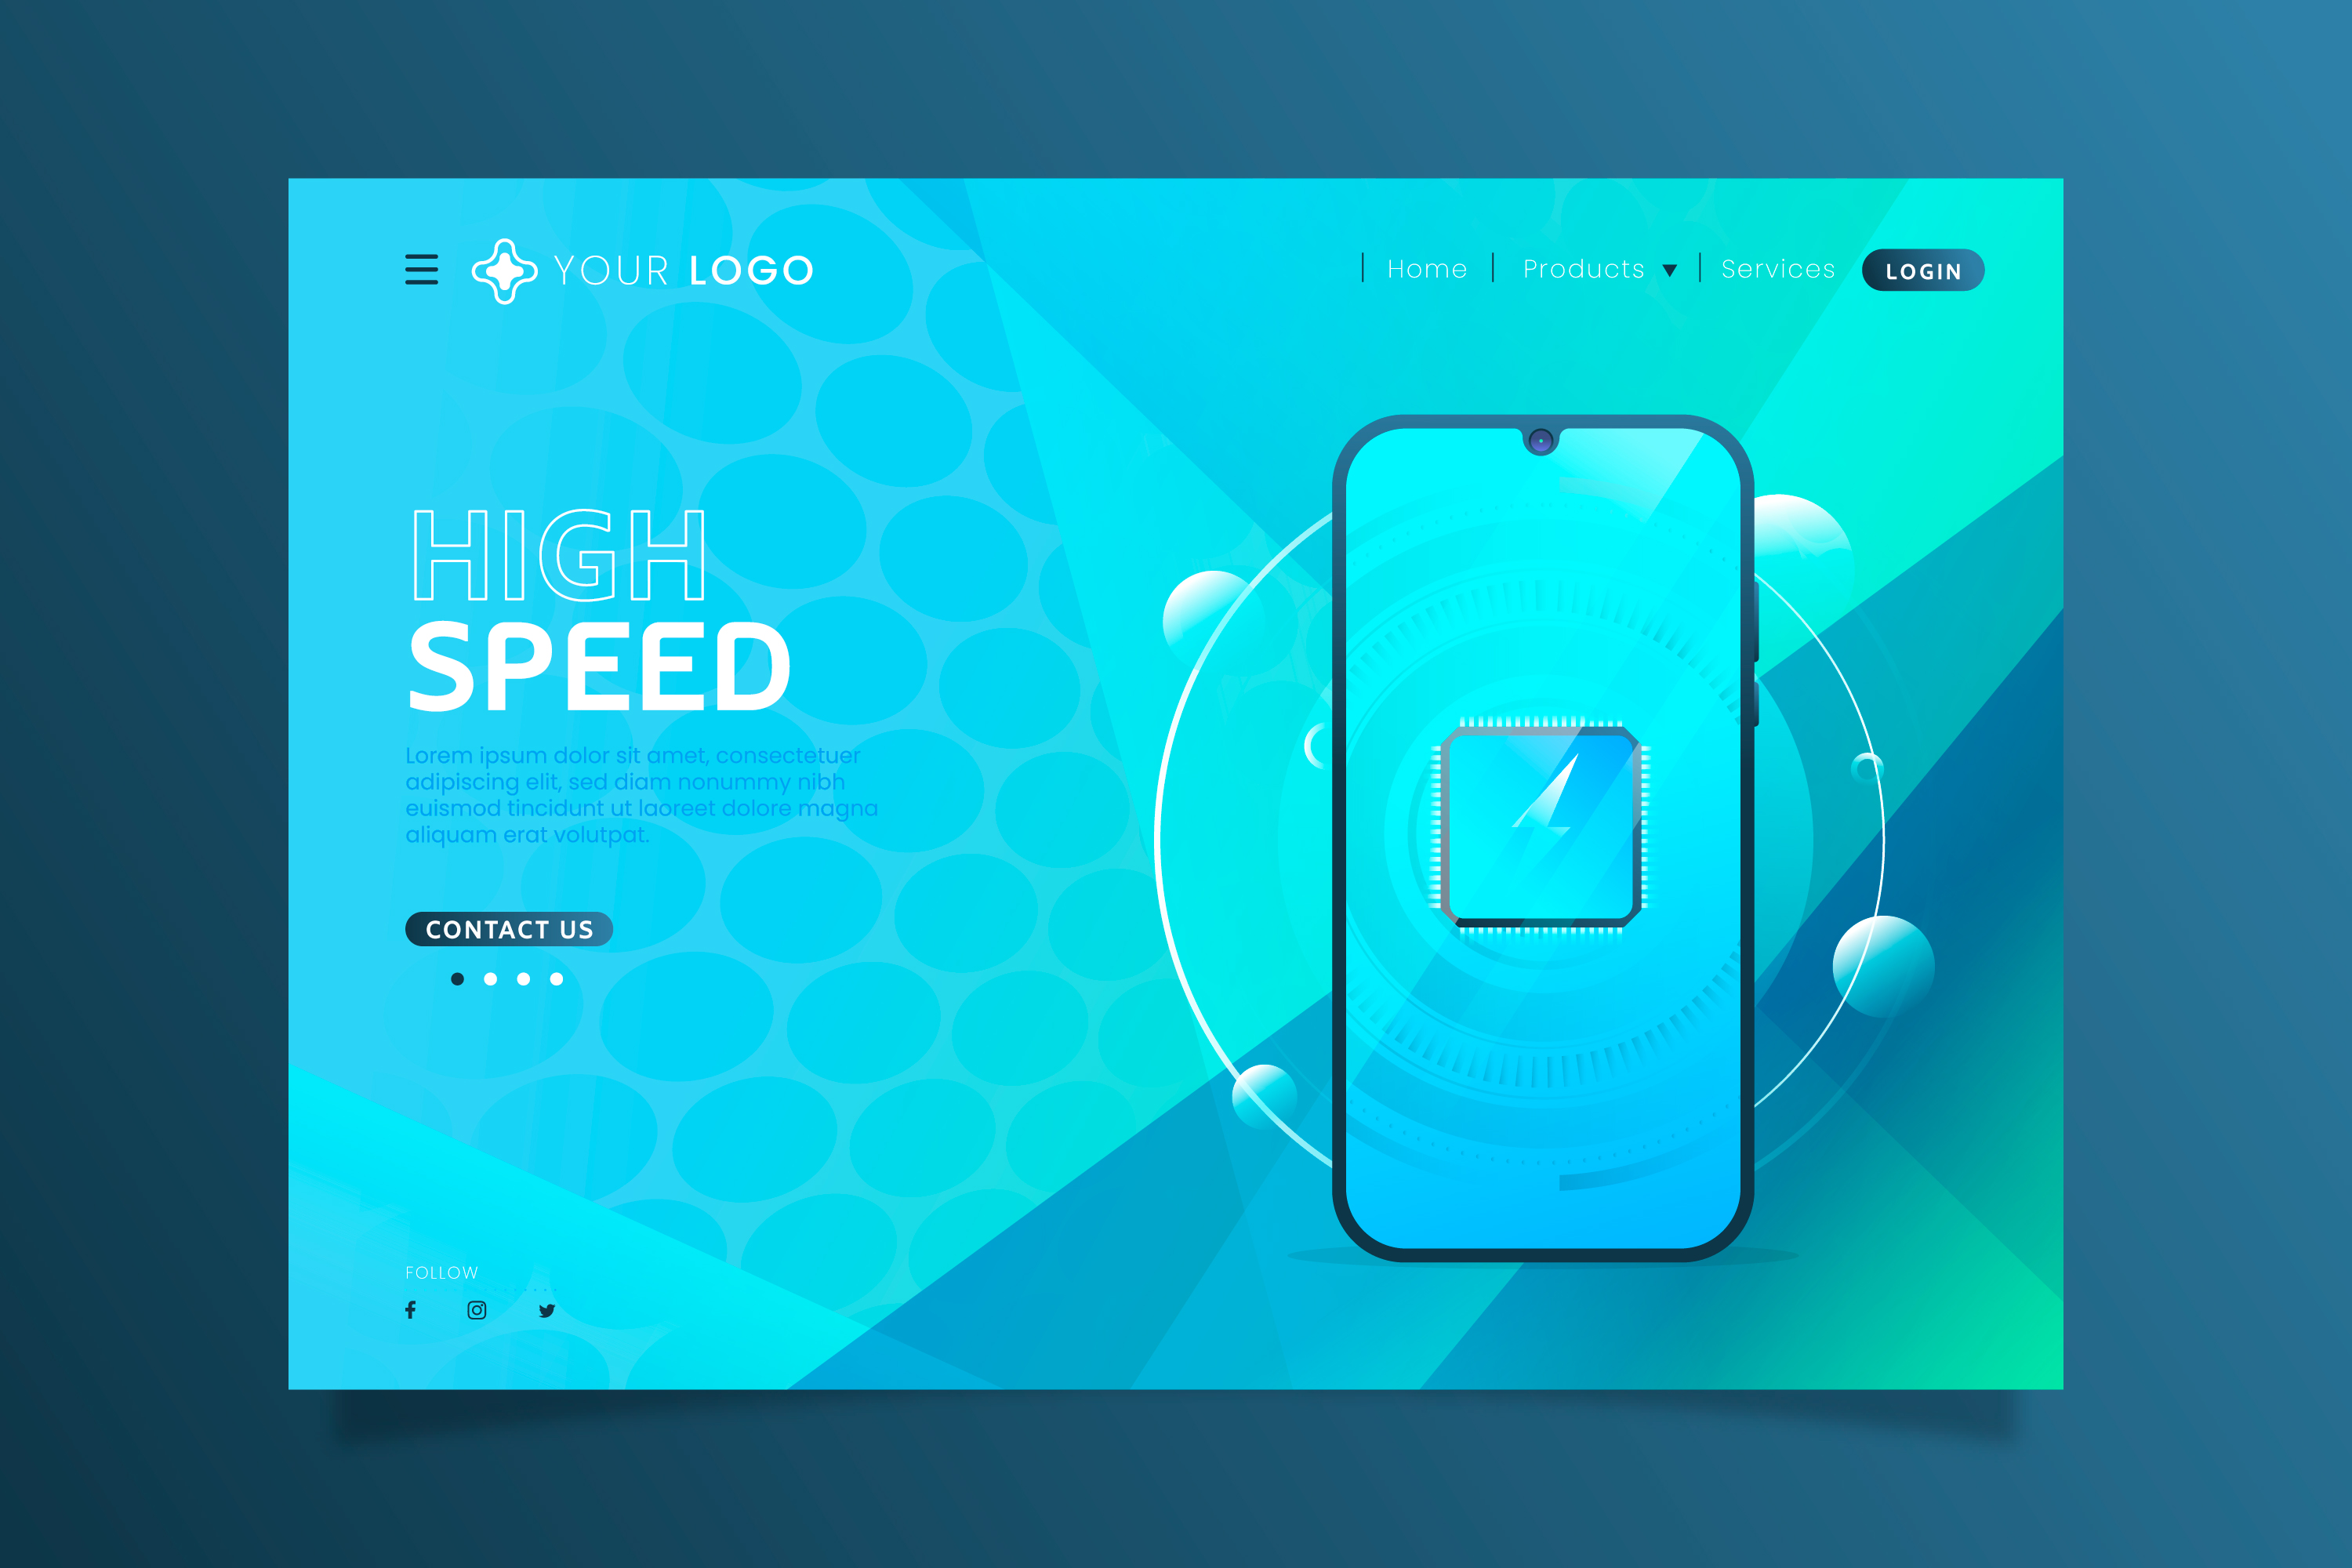 YOUR LOGO
Home
Products
Services
LOGIN
HIGH
SPEED
Lorem ipsum dolor sit amet, consectetuer
adipiscing elit, sed diam nonummy nibh
euismod tincidunt ut laoreet dolore magna
aliquam erat volutpat.
CONTACT US
FOLLOW